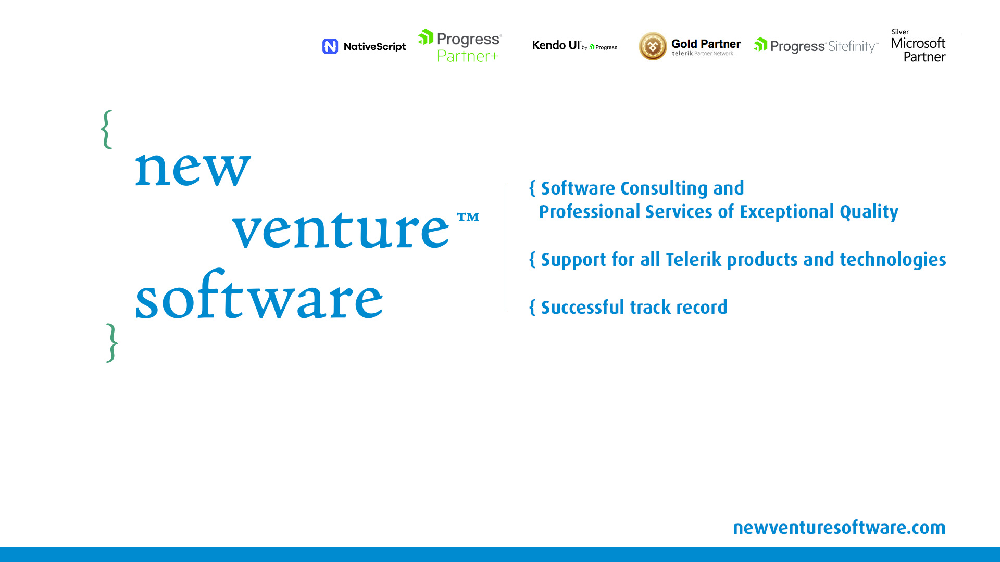 NativeScript
Progress®
Partner+
Kendo UI® by Progress
Gold Partner
telerik Partner Network
Progress® Sitefinity™
Silver
Microsoft
Partner
{
new
venture™
software
}
{ Software Consulting and
Professional Services of Exceptional Quality
{ Support for all Telerik products and technologies
{ Successful track record
newventuresoftware.com